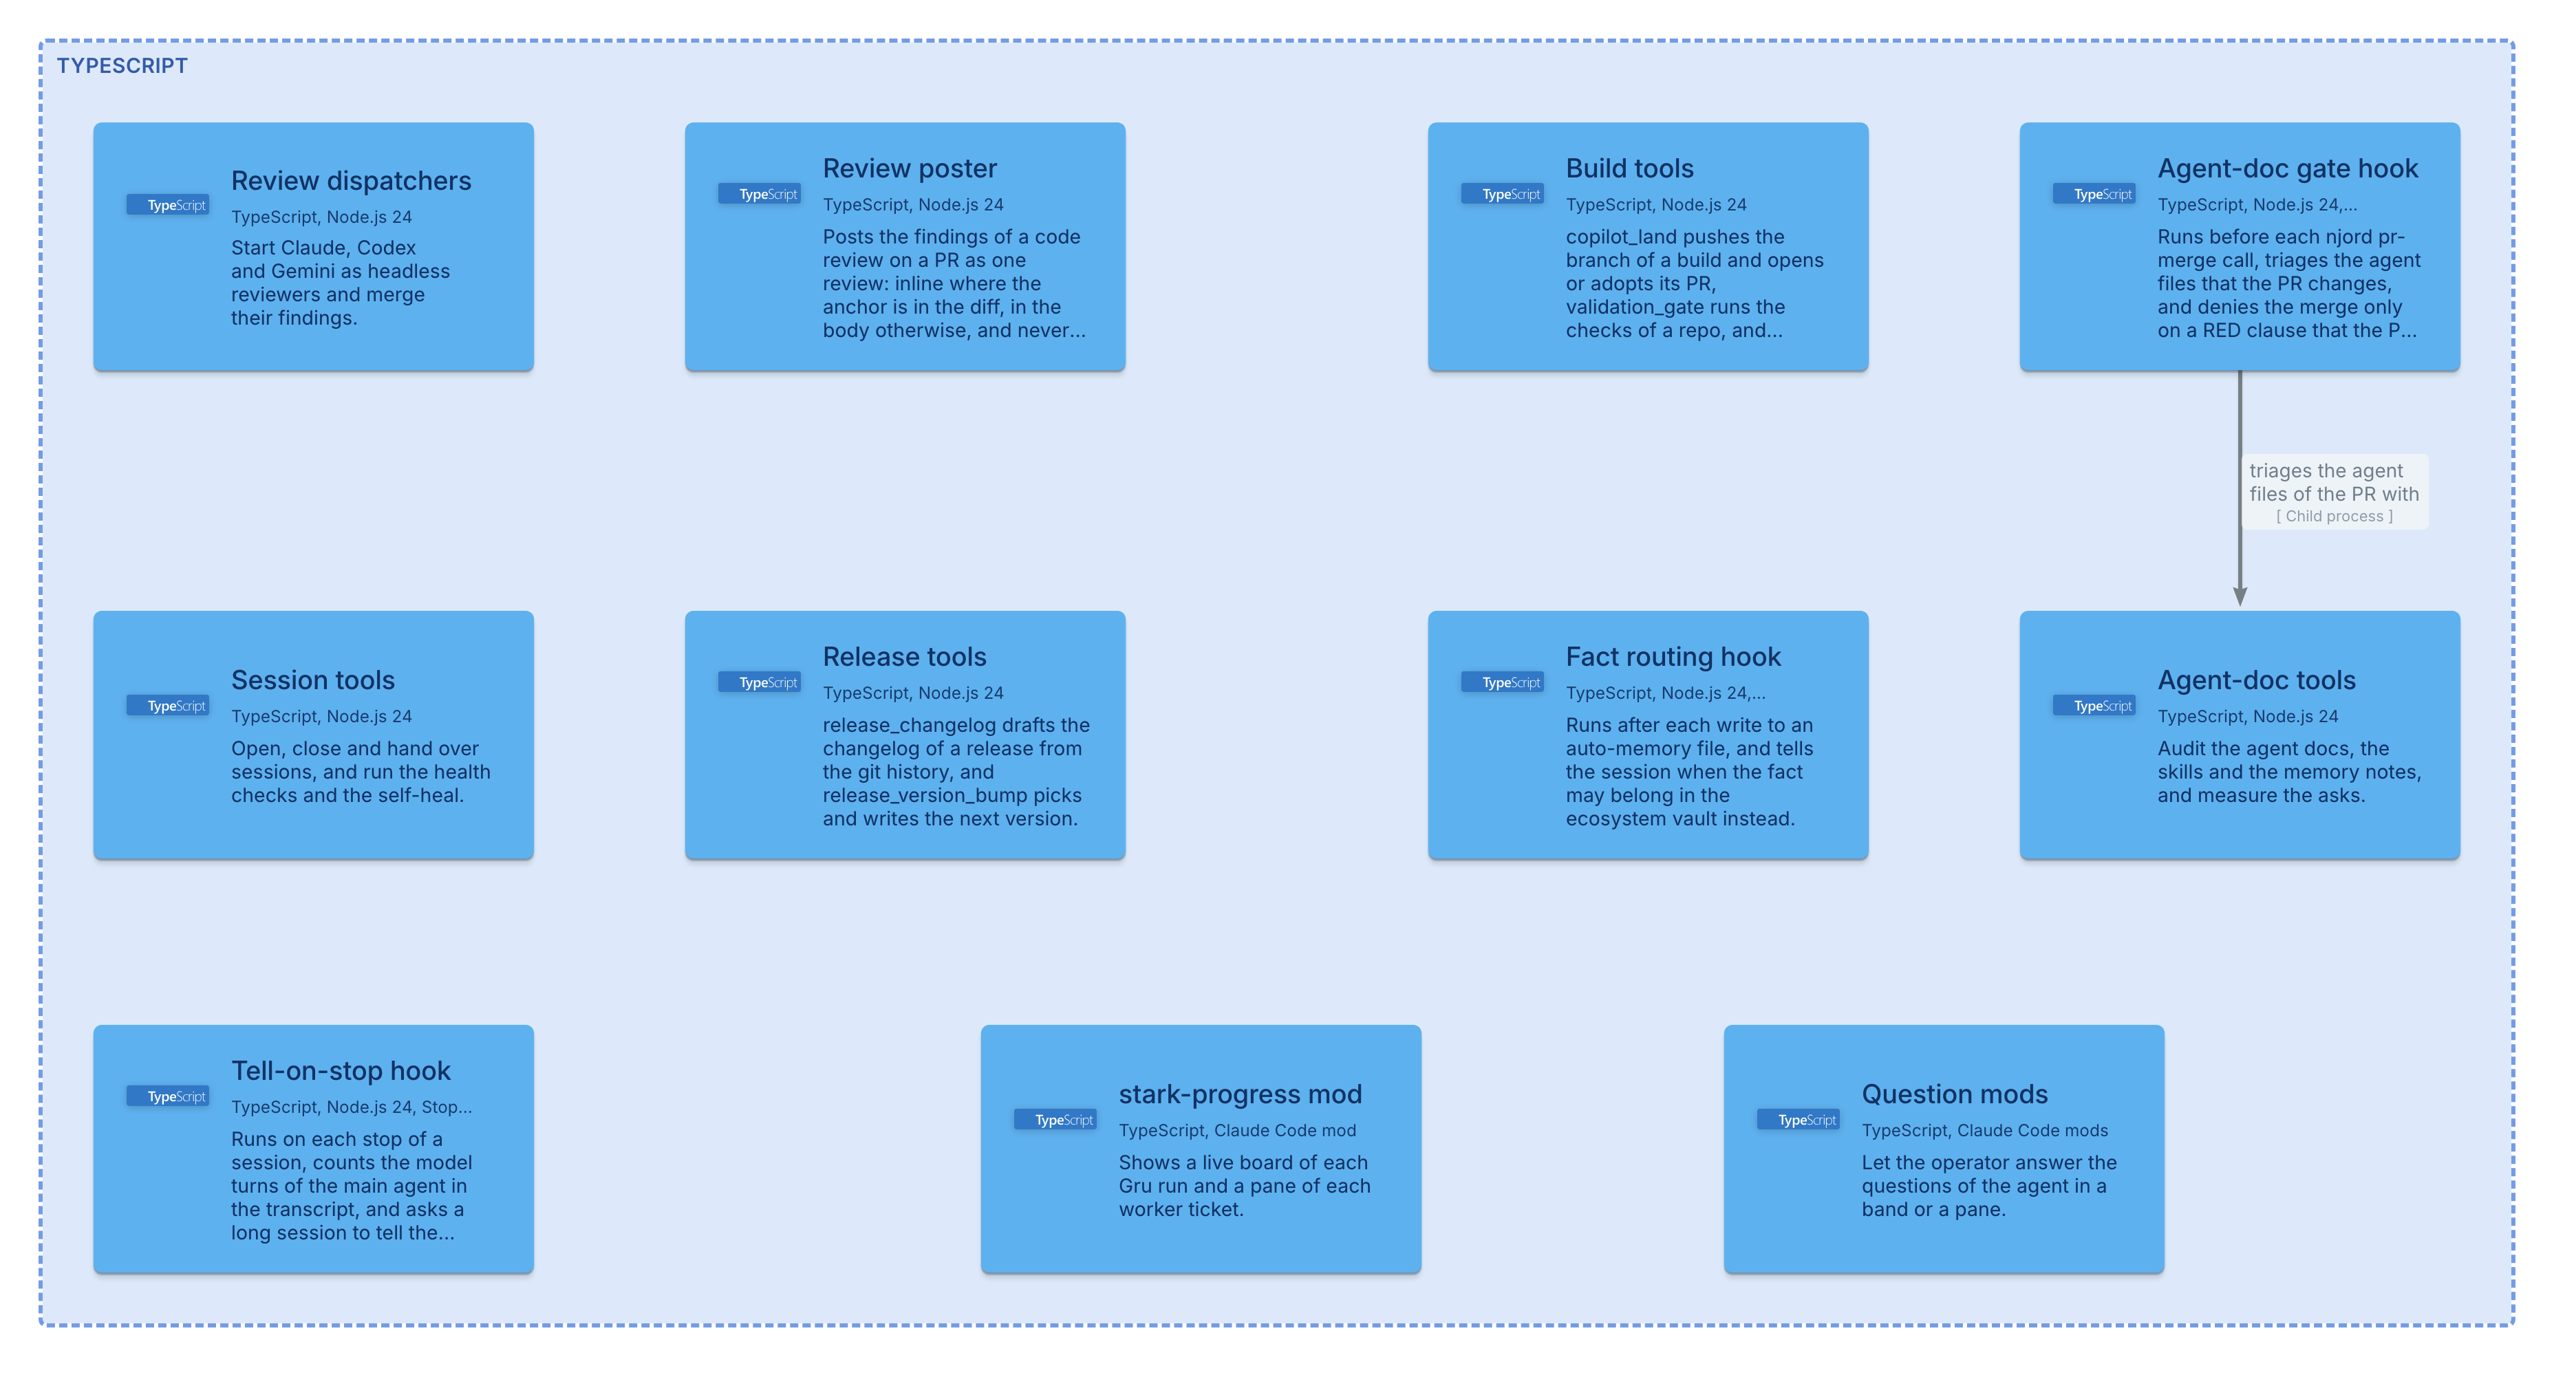 TYPESCRIPT
TypeScript
Review dispatchers
TypeScript, Node.js 24
Start Claude, Codex
and Gemini as headless
reviewers and merge
their findings.
TypeScript
Review poster
TypeScript, Node.js 24
Posts the findings of a code
review on a PR as one
review: inline where the
anchor is in the diff, in the
body otherwise, and never...
TypeScript
Build tools
TypeScript, Node.js 24
copilot_land pushes the
branch of a build and opens
or adopts its PR,
validation_gate runs the
checks of a repo, and...
TypeScript
Agent-doc gate hook
TypeScript, Node.js 24,...
Runs before each njord pr-
merge call, triages the agent
files that the PR changes,
and denies the merge only
on a RED clause that the P...
triages the agent
files of the PR with
[ Child process ]
TypeScript
Session tools
TypeScript, Node.js 24
Open, close and hand over
sessions, and run the health
checks and the self-heal.
TypeScript
Release tools
TypeScript, Node.js 24
release_changelog drafts the
changelog of a release from
the git history, and
release_version_bump picks
and writes the next version.
TypeScript
Fact routing hook
TypeScript, Node.js 24,...
Runs after each write to an
auto-memory file, and tells
the session when the fact
may belong in the
ecosystem vault instead.
TypeScript
Agent-doc tools
TypeScript, Node.js 24
Audit the agent docs, the
skills and the memory notes,
and measure the asks.
TypeScript
Tell-on-stop hook
TypeScript, Node.js 24, Stop...
Runs on each stop of a
session, counts the model
turns of the main agent in
the transcript, and asks a
long session to tell the...
TypeScript
stark-progress mod
TypeScript, Claude Code mod
Shows a live board of each
Gru run and a pane of each
worker ticket.
TypeScript
Question mods
TypeScript, Claude Code mods
Let the operator answer the
questions of the agent in a
band or a pane.